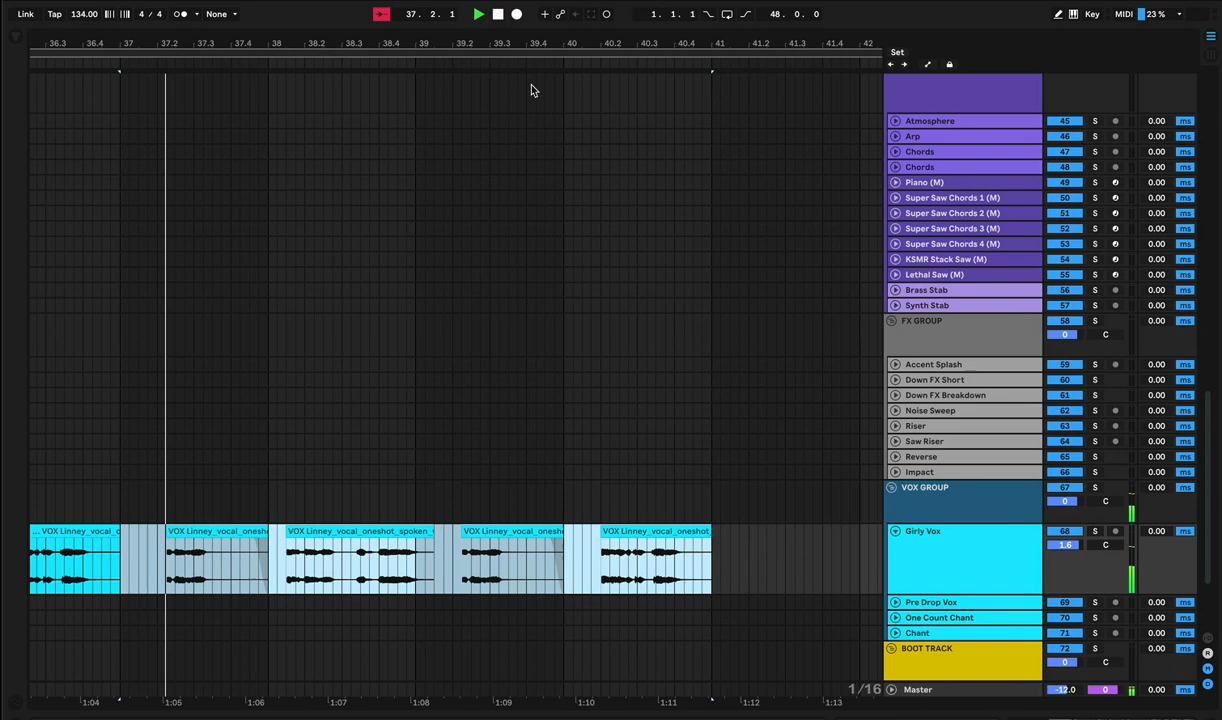 Link Tap 134.00 4 / 4 None 37. 2. 1 1. 1. 1 48. 0. 0 Key MIDI 23 %
36.3 36.4 37 37.2 37.3 37.4 38 38.2 38.3 38.4 39 39.2 39.3 39.4 40 40.2 40.3 40.4 41 41.2 41.3 41.4 42
Set
Atmosphere 45 S 0.00 ms
Arp 46 S 0.00 ms
Chords 47 S 0.00 ms
Chords 48 S 0.00 ms
Piano (M) 49 S 0.00 ms
Super Saw Chords 1 (M) 50 S 0.00 ms
Super Saw Chords 2 (M) 51 S 0.00 ms
Super Saw Chords 3 (M) 52 S 0.00 ms
Super Saw Chords 4 (M) 53 S 0.00 ms
KSMR Stack Saw (M) 54 S 0.00 ms
Lethal Saw (M) 55 S 0.00 ms
Brass Stab 56 S 0.00 ms
Synth Stab 57 S 0.00 ms
FX GROUP 58 S 0.00 ms
0 C
Accent Splash 59 S 0.00 ms
Down FX Short 60 S 0.00 ms
Down FX Breakdown 61 S 0.00 ms
Noise Sweep 62 S 0.00 ms
Riser 63 S 0.00 ms
Saw Riser 64 S 0.00 ms
Reverse 65 S 0.00 ms
Impact 66 S 0.00 ms
VOX GROUP 67 S 0.00 ms
0 C
... VOX Linney_vocal_o VOX Linney_vocal_onesh VOX Linney_vocal_oneshot_spoken_ VOX Linney_vocal_onesh VOX Linney_vocal_oneshot_ Girly Vox 68 S 0.00 ms
1.6 C
Pre Drop Vox 69 S 0.00 ms
One Count Chant 70 S 0.00 ms
Chant 71 S 0.00 ms
BOOT TRACK 72 S 0.00 ms
0 C
1/16 Master -12.0 0 0.00 ms
1:04 1:05 1:06 1:07 1:08 1:09 1:10 1:11 1:12 1:13